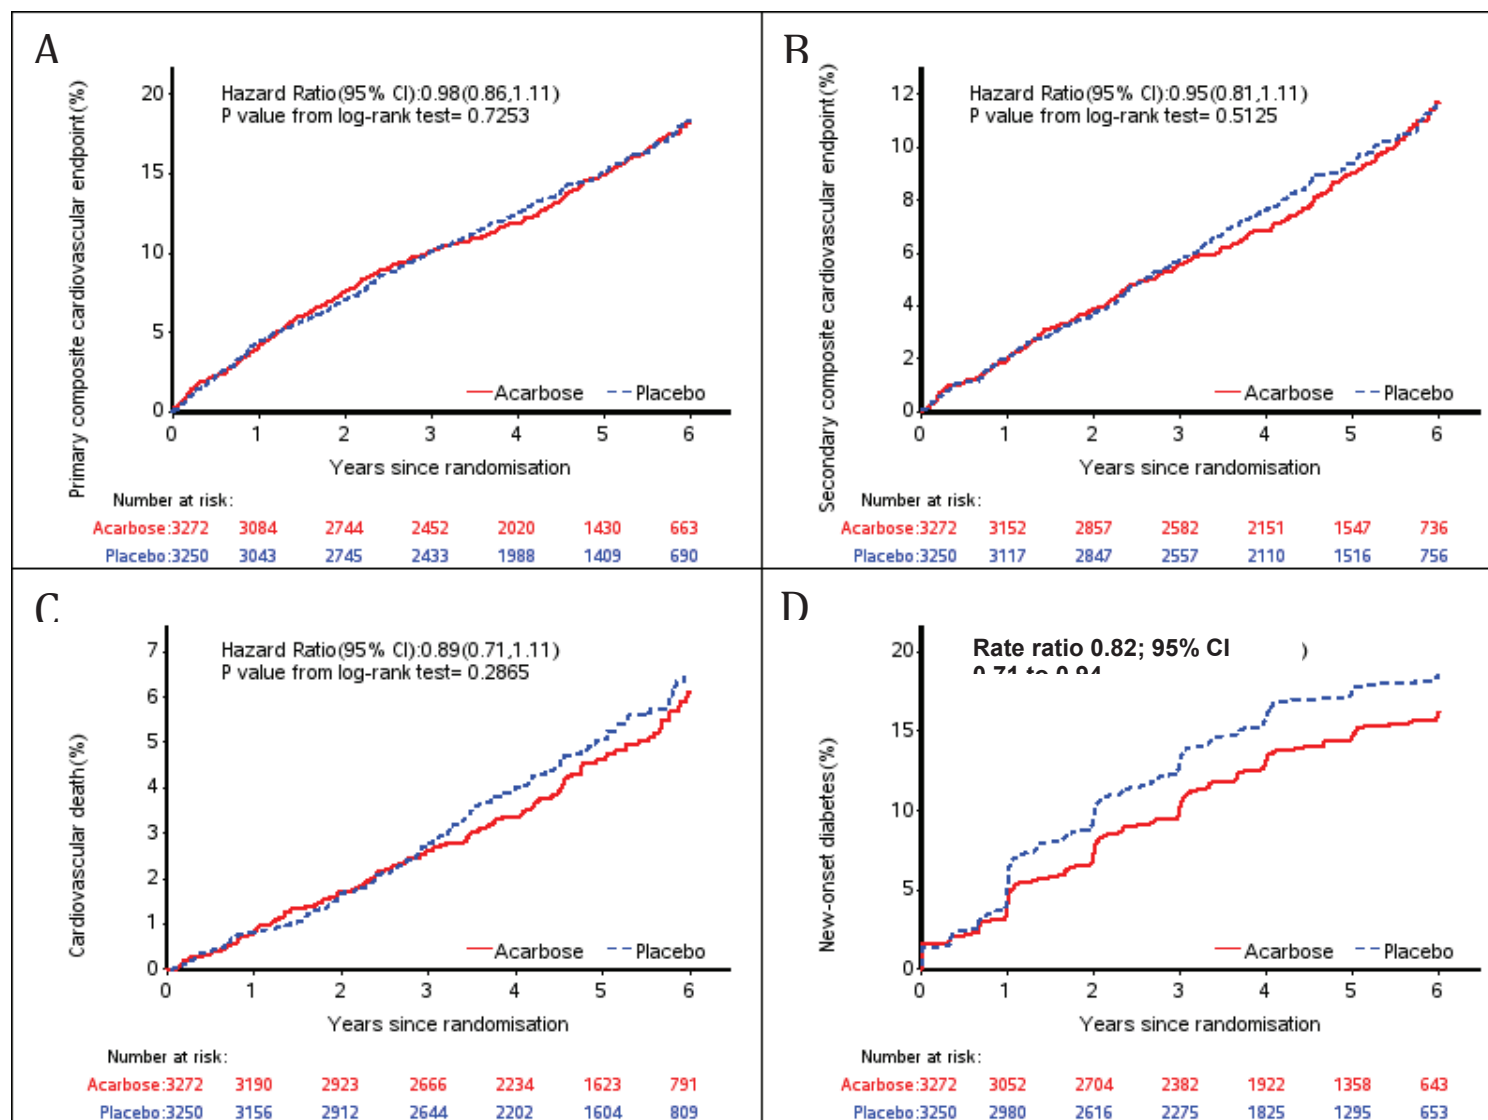 A
Primary composite cardiovascular endpoint(%)
Hazard Ratio(95% CI):0.98(0.86,1.11)
P value from log-rank test= 0.7253
20
15
10
5
0
Acarbose Placebo
0 1 2 3 4 5 6
Years since randomisation
Number at risk:
Acarbose:3272 3084 2744 2452 2020 1430 663
Placebo:3250 3043 2745 2433 1988 1409 690
B
Secondary composite cardiovascular endpoint(%)
Hazard Ratio(95% CI):0.95(0.81,1.11)
P value from log-rank test= 0.5125
12
10
8
6
4
2
0
Acarbose Placebo
0 1 2 3 4 5 6
Years since randomisation
Number at risk:
Acarbose:3272 3152 2857 2582 2151 1547 736
Placebo:3250 3117 2847 2557 2110 1516 756
C
Cardiovascular death(%)
Hazard Ratio(95% CI):0.89(0.71,1.11)
P value from log-rank test= 0.2865
7
6
5
4
3
2
1
0
Acarbose Placebo
0 1 2 3 4 5 6
Years since randomisation
Number at risk:
Acarbose:3272 3190 2923 2666 2234 1623 791
Placebo:3250 3156 2912 2644 2202 1604 809
D
New-onset diabetes(%)
Rate ratio 0.82; 95% CI )
0.71 to 0.94
20
15
10
5
0
Acarbose Placebo
0 1 2 3 4 5 6
Years since randomisation
Number at risk:
Acarbose:3272 3052 2704 2382 1922 1358 643
Placebo:3250 2980 2616 2275 1825 1295 653